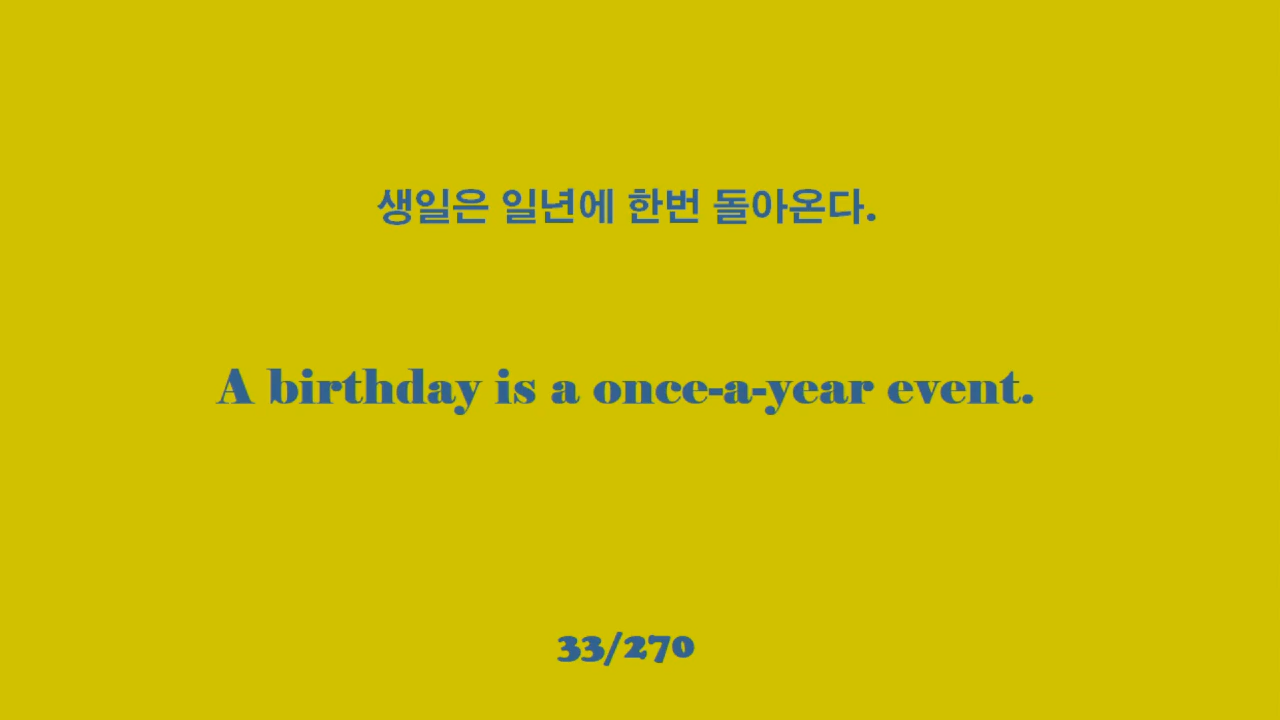 생일은 일년에 한번 돌아온다.
A birthday is a once-a-year event.
33/270